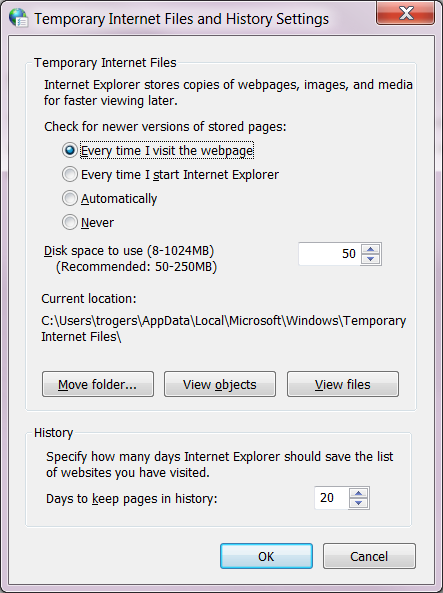 Temporary Internet Files and History Settings
Temporary Internet Files
Internet Explorer stores copies of webpages, images, and media
for faster viewing later.
Check for newer versions of stored pages:
Every time I visit the webpage
Every time I start Internet Explorer
Automatically
Never
Disk space to use (8-1024MB)
50
(Recommended: 50-250MB)
Current location:
C:\Users\trogers\AppData\Local\Microsoft\Windows\Temporary
Internet Files\
Move folder... View objects View files
History
Specify how many days Internet Explorer should save the list
of websites you have visited.
Days to keep pages in history: 20
OK Cancel